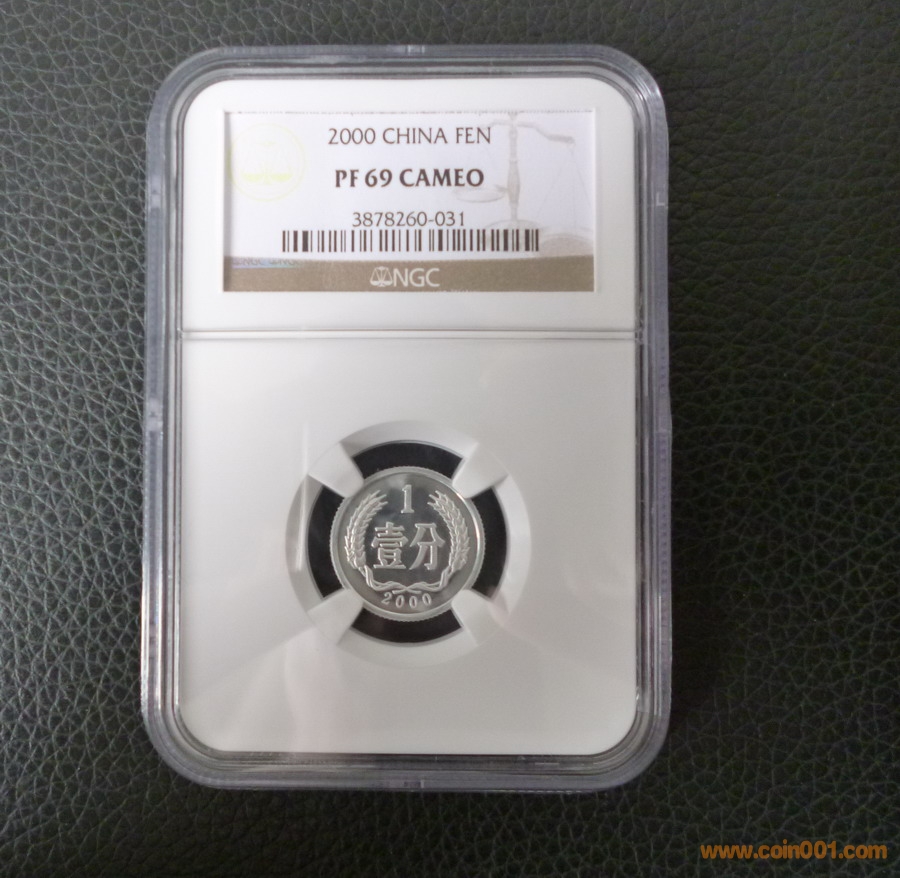 2000 CHINA FEN
PF 69 CAMEO
3878260-031
NGC
1
壹分
2000
www.coin001.com